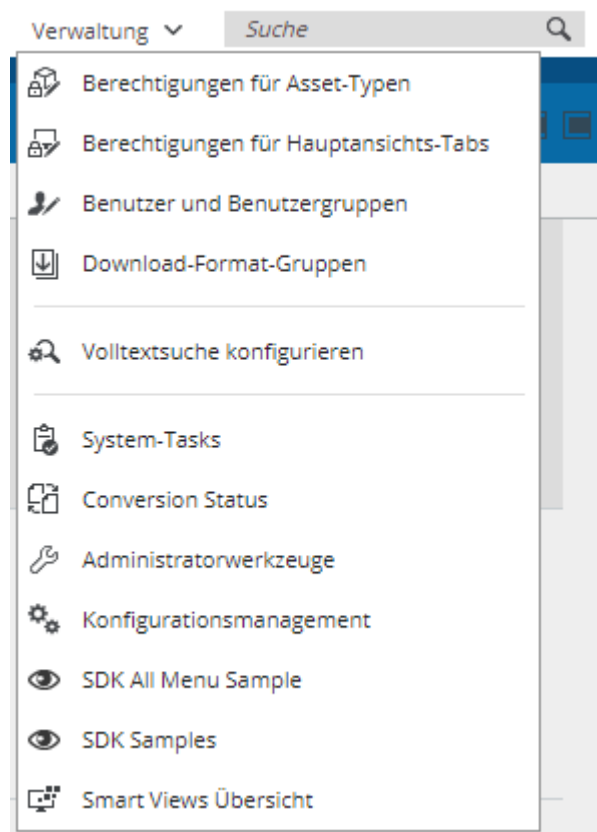 Verwaltung Suche
Berechtigungen für Asset-Typen
Berechtigungen für Hauptansichts-Tabs
Benutzer und Benutzergruppen
Download-Format-Gruppen
Volltextsuche konfigurieren
System-Tasks
Conversion Status
Administratorwerkzeuge
Konfigurationsmanagement
SDK All Menu Sample
SDK Samples
Smart Views Übersicht